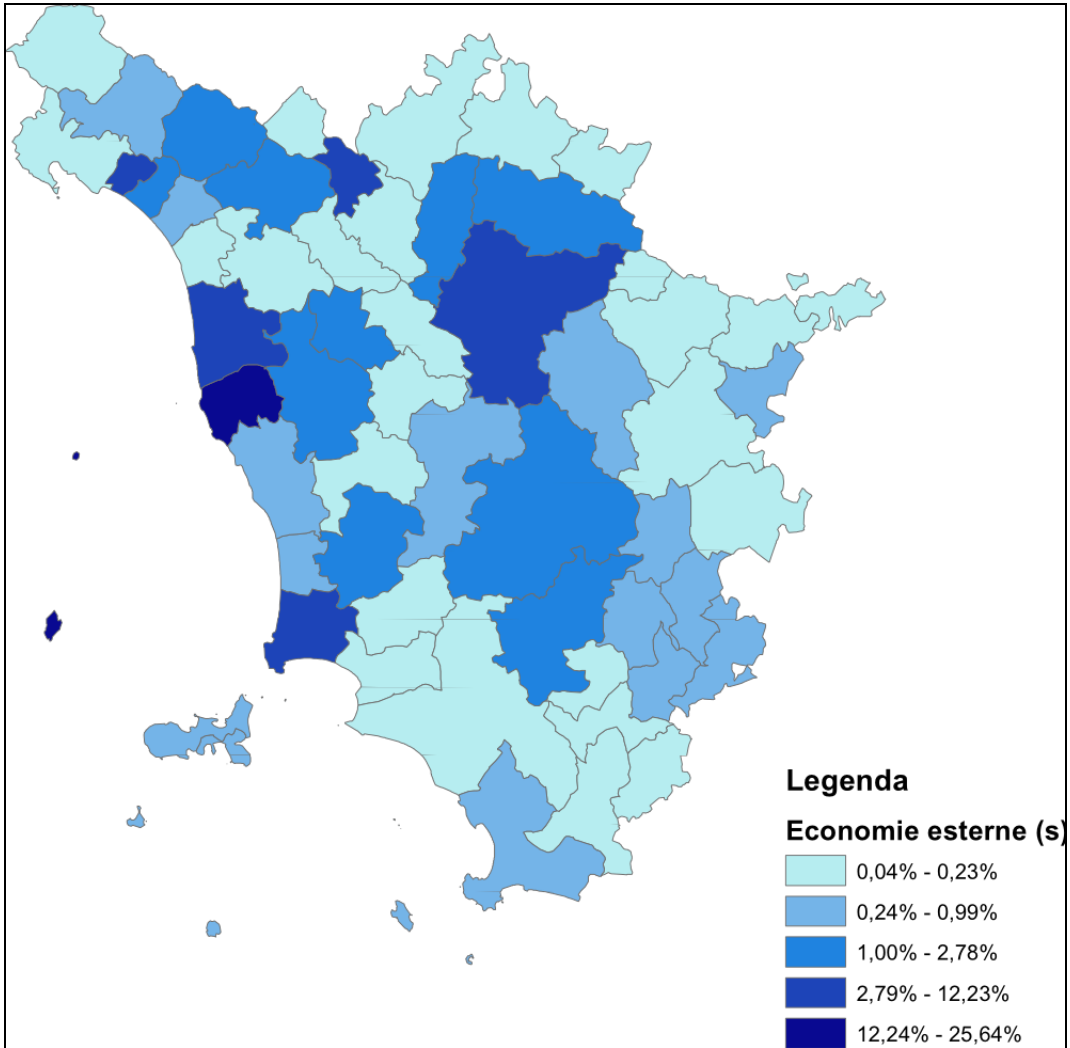 Legenda
Economie esterne (s)
0,04% - 0,23%
0,24% - 0,99%
1,00% - 2,78%
2,79% - 12,23%
12,24% - 25,64%